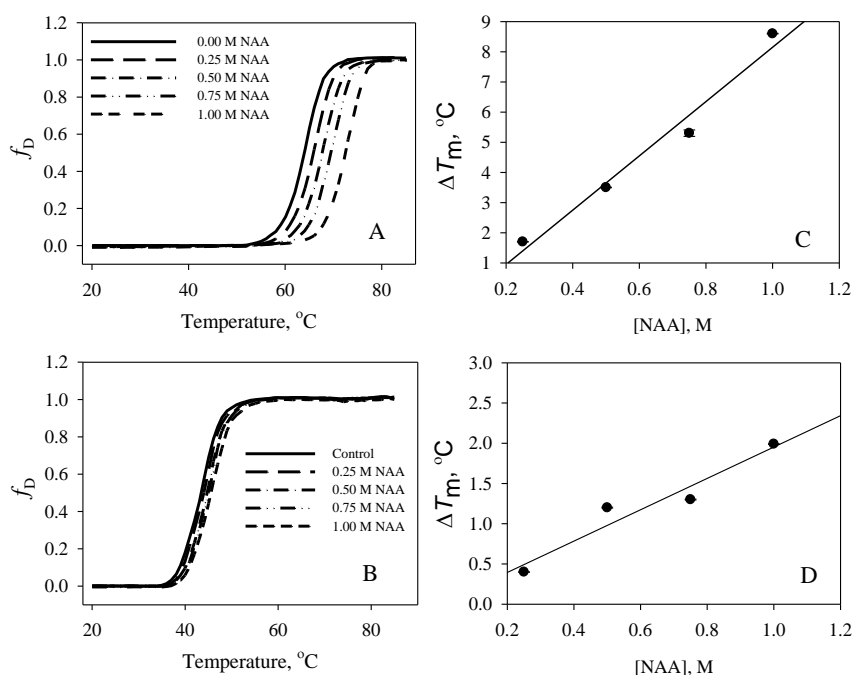 1.2
1.0
0.8
0.6
0.4
0.2
0.0
f_D
0.00 M NAA
0.25 M NAA
0.50 M NAA
0.75 M NAA
1.00 M NAA
A
20 40 60 80
Temperature, °C
9
8
7
6
5
4
3
2
1
ΔTm, °C
C
0.2 0.4 0.6 0.8 1.0 1.2
[NAA], M
1.2
1.0
0.8
0.6
0.4
0.2
0.0
f_D
Control
0.25 M NAA
0.50 M NAA
0.75 M NAA
1.00 M NAA
B
20 40 60 80
Temperature, °C
3.0
2.5
2.0
1.5
1.0
0.5
0.0
ΔTm, °C
D
0.2 0.4 0.6 0.8 1.0 1.2
[NAA], M